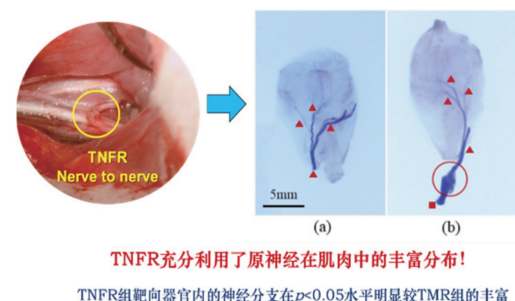 TNFR
Nerve to nerve
5mm
(a)
(b)
TNFR充分利用了原神经在肌肉中的丰富分布!
TNFR组靶向器官内的神经分支在p<0.05水平明显较TMR组的丰富